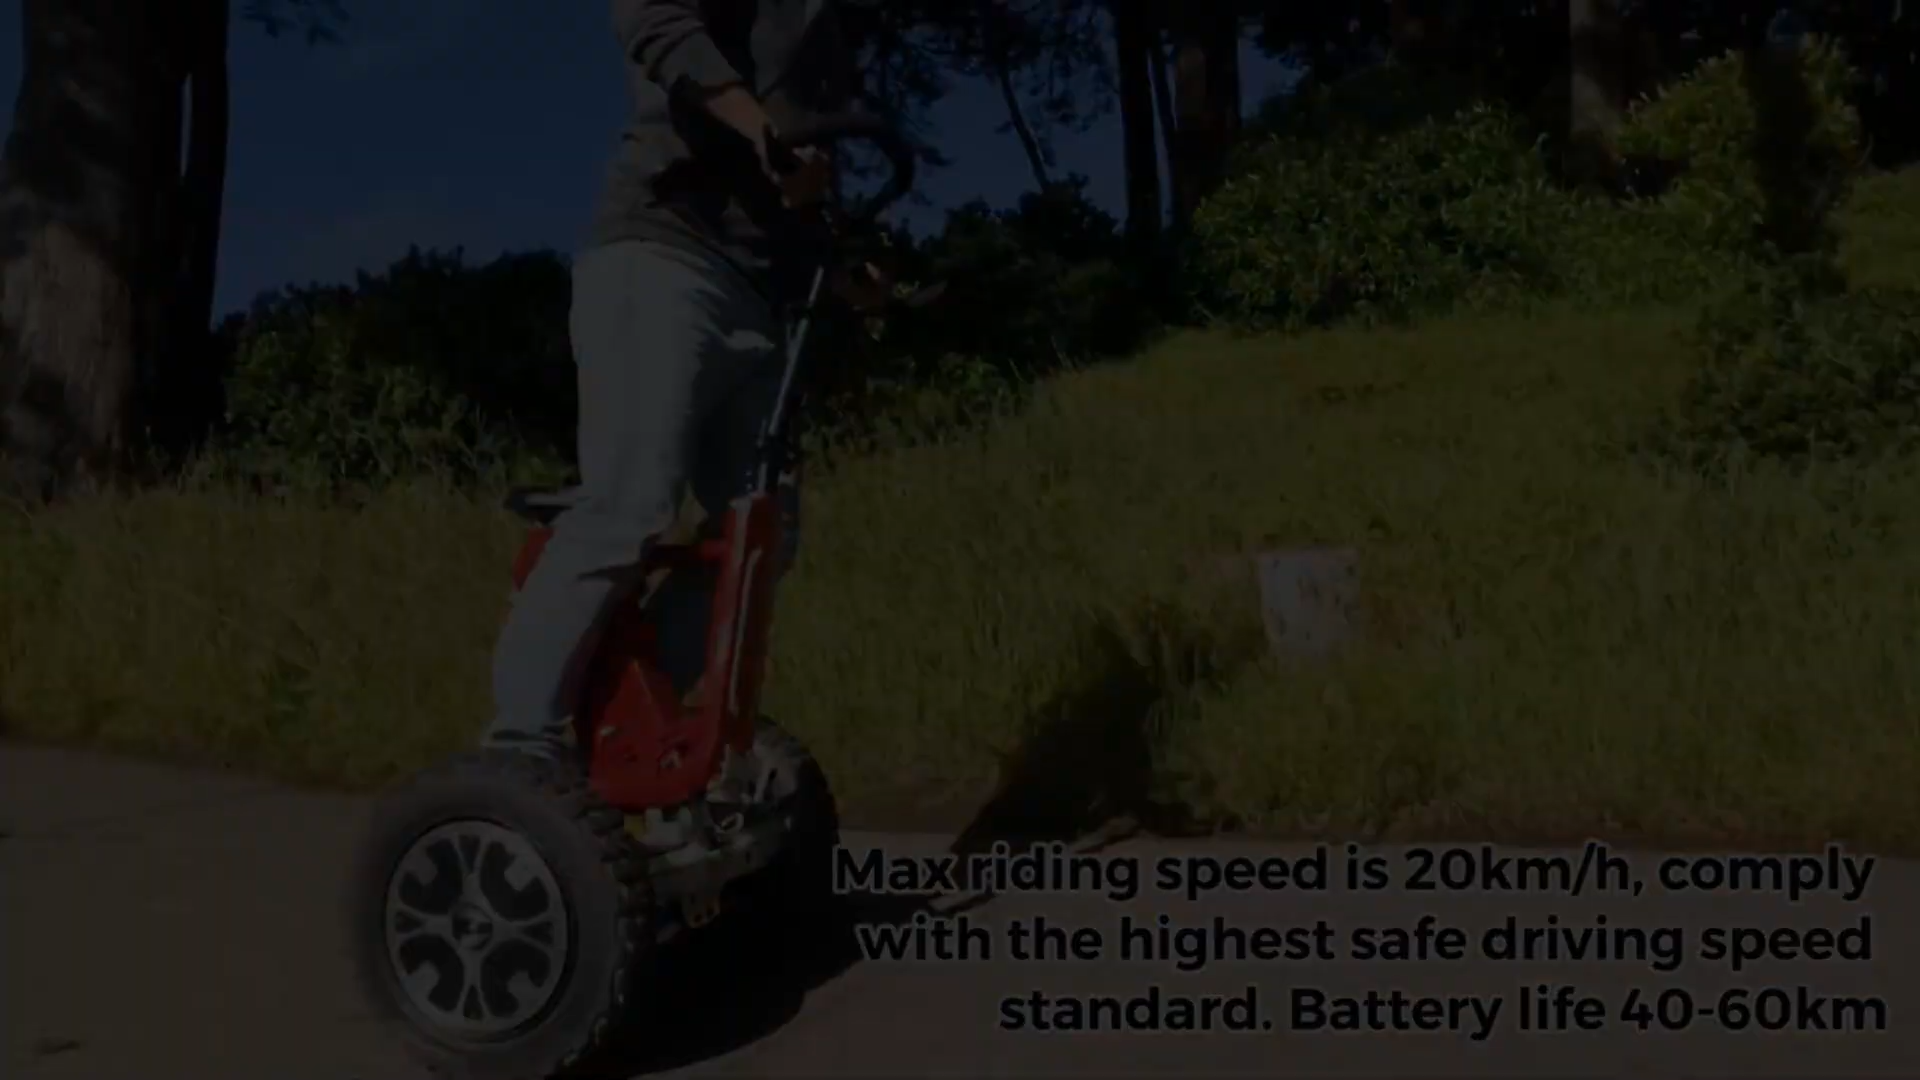 Max riding speed is 20km/h, comply
with the highest safe driving speed
standard. Battery life 40-60km